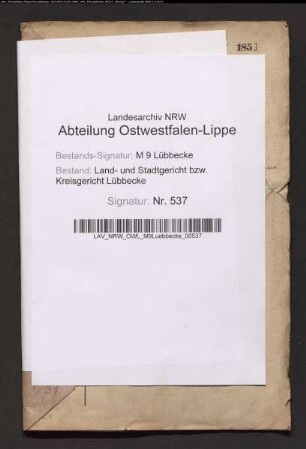 1853
Landesarchiv NRW
Abteilung Ostwestfalen-Lippe
Bestands-Signatur: M 9 Lübbecke
Bestand: Land- und Stadtgericht bzw.
Kreisgericht Lübbecke
Signatur: Nr. 537
LAV_NRW_OWL_M9Luebbecke_00537